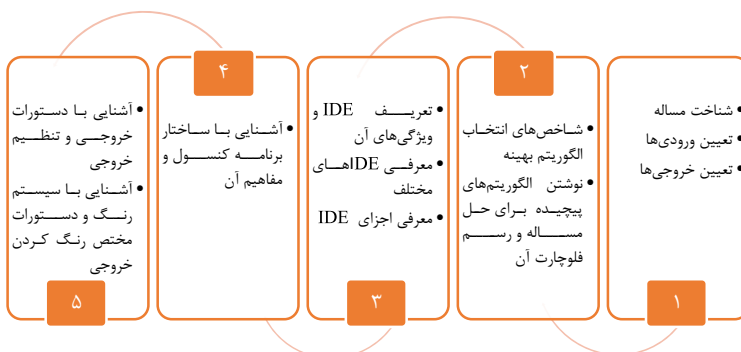 ۱
• شناخت مساله
• تعیین ورودی‌ها
• تعیین خروجی‌ها
۲
• شاخص‌های انتخاب
الگوریتم بهینه
• نوشتن الگوریتم‌های
پیچیده برای حل
مساله و رسم
فلوچارت آن
۳
• تعریف IDE و
ویژگی‌های آن
• معرفی IDEاهای
مختلف
• معرفی اجزای IDE
۴
• آشنایی با ساختار
برنامه کنسول و
مفاهیم آن
۵
• آشنایی با دستورات
خروجی و تنظیم
خروجی
• آشنایی با سیستم
رنگ و دستورات
مختص رنگ کردن
خروجی